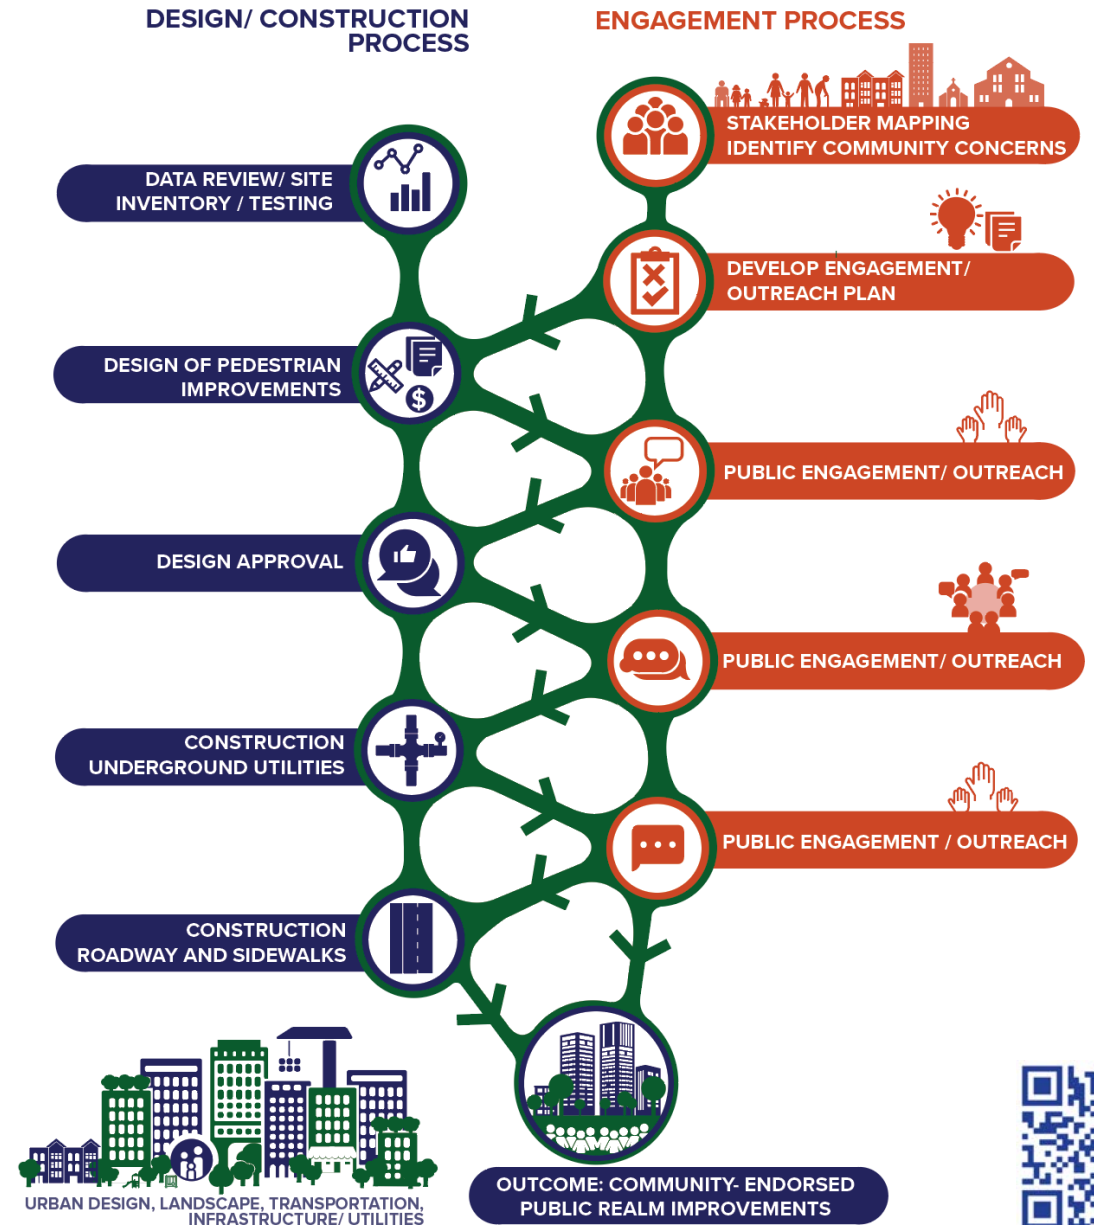 DESIGN/ CONSTRUCTION
PROCESS
ENGAGEMENT PROCESS
STAKEHOLDER MAPPING
IDENTIFY COMMUNITY CONCERNS
DATA REVIEW/ SITE
INVENTORY / TESTING
DEVELOP ENGAGEMENT/
OUTREACH PLAN
DESIGN OF PEDESTRIAN
IMPROVEMENTS
$
PUBLIC ENGAGEMENT/ OUTREACH
DESIGN APPROVAL
PUBLIC ENGAGEMENT/ OUTREACH
CONSTRUCTION
UNDERGROUND UTILITIES
PUBLIC ENGAGEMENT / OUTREACH
CONSTRUCTION
ROADWAY AND SIDEWALKS
OUTCOME: COMMUNITY- ENDORSED
PUBLIC REALM IMPROVEMENTS
URBAN DESIGN, LANDSCAPE, TRANSPORTATION,
INFRASTRUCTURE/ UTILITIES